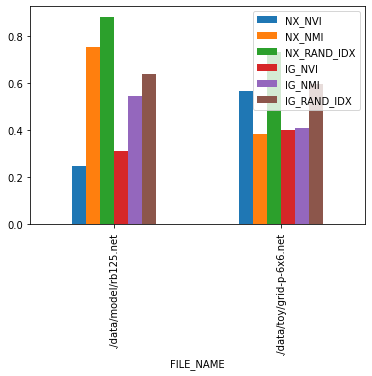 NX_NVI
NX_NMI
NX_RAND_IDX
IG_NVI
IG_NMI
IG_RAND_IDX
0.8
0.6
0.4
0.2
0.0
./data/model/rb125.net
./data/toy/grid-p-6x6.net
FILE_NAME